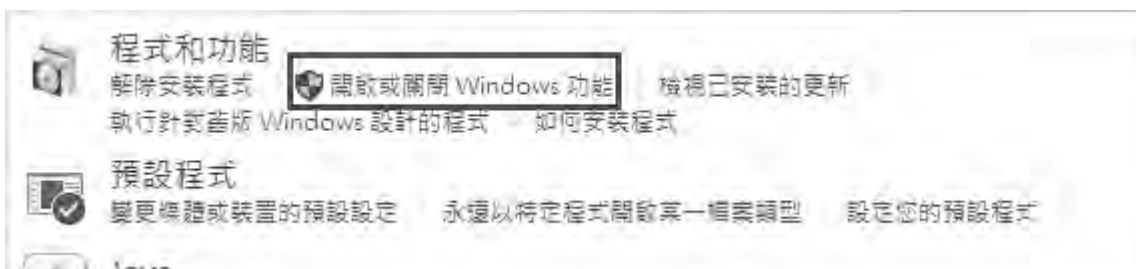 程式和功能
解除安裝程式 開啟或關閉 Windows 功能 檢視已安裝的更新
執行針對舊版 Windows 設計的程式 如何安裝程式
預設程式
變更媒體或裝置的預設設定 永遠以特定程式開啟某一檔案類型 設定您的預設程式